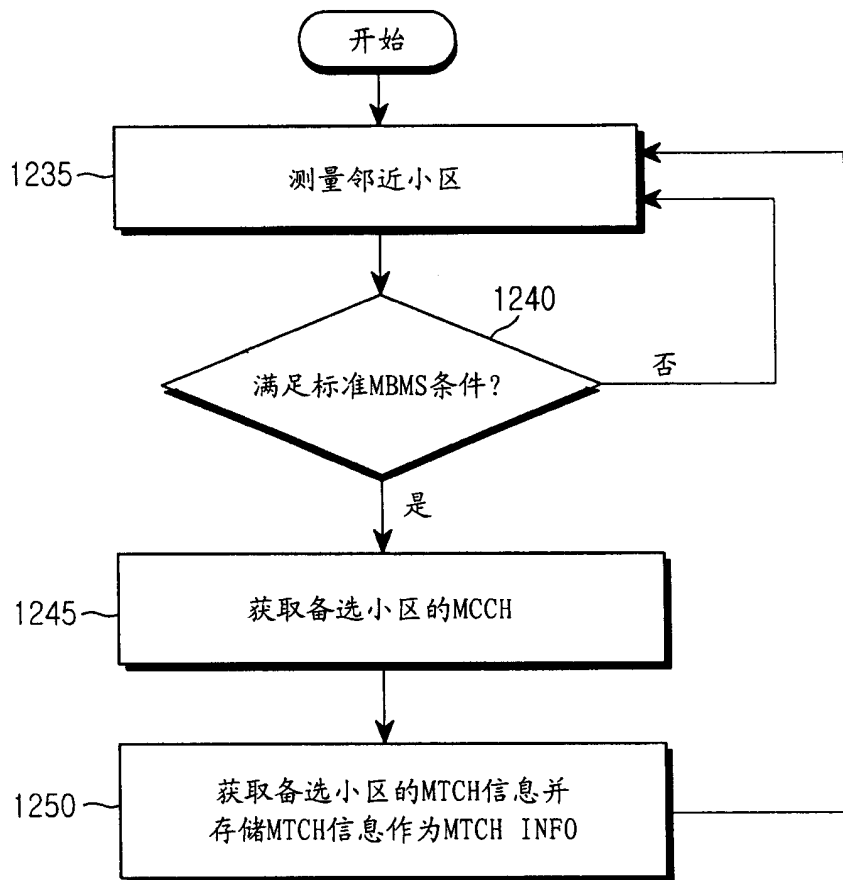 开始
1235
测量邻近小区
1240
满足标准MBMS条件?
否
是
1245
获取备选小区的MCCH
1250
获取备选小区的MTCH信息并
存储MTCH信息作为MTCH INFO